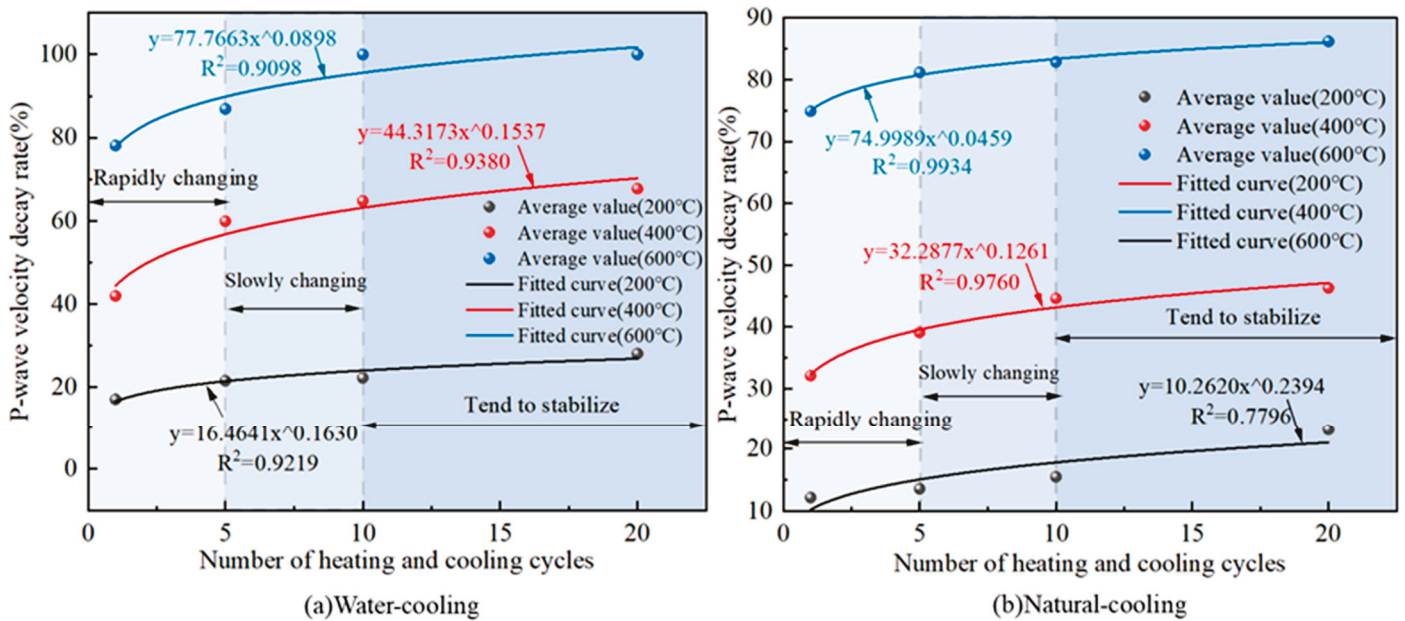 P-wave velocity decay rate(%)
100
80
60
40
20
0
y=77.7663x^0.0898
R²=0.9098
y=44.3173x^0.1537
R²=0.9380
Rapidly changing
Average value(200℃)
Average value(400℃)
Average value(600℃)
Slowly changing
Fitted curve(200℃)
Fitted curve(400℃)
Fitted curve(600℃)
Tend to stabilize
y=16.4641x^0.1630
R²=0.9219
0
5
10
15
20
Number of heating and cooling cycles
(a)Water-cooling
P-wave velocity decay rate(%)
90
80
70
60
50
40
30
20
10
Average value(200℃)
Average value(400℃)
Average value(600℃)
y=74.9989x^0.0459
R²=0.9934
Fitted curve(200℃)
Fitted curve(400℃)
Fitted curve(600℃)
y=32.2877x^0.1261
R²=0.9760
Tend to stabilize
Slowly changing
y=10.2620x^0.2394
R²=0.7796
Rapidly changing
0
5
10
15
20
Number of heating and cooling cycles
(b)Natural-cooling